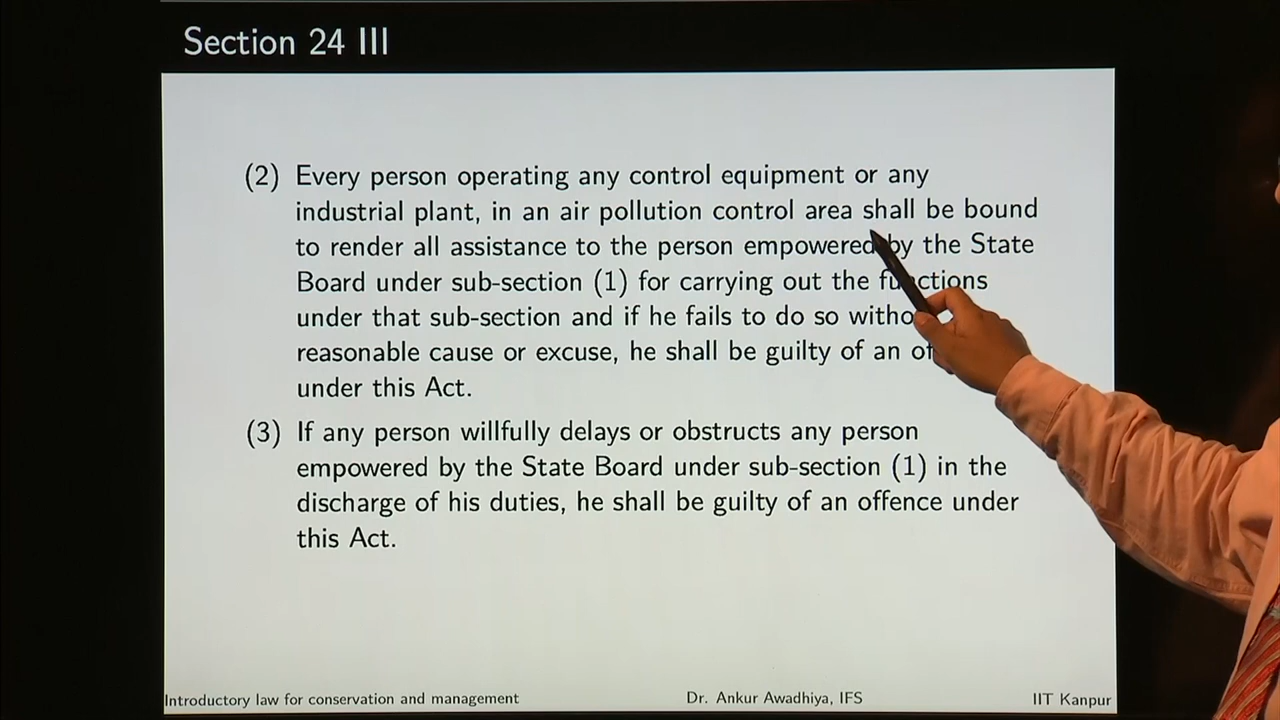 Section 24 III
(2) Every person operating any control equipment or any
industrial plant, in an air pollution control area shall be bound
to render all assistance to the person empowered by the State
Board under sub-section (1) for carrying out the functions
under that sub-section and if he fails to do so
reasonable cause or excuse, he shall be guilty of an
under this Act.
(3) If any person willfully delays or obstructs any person
empowered by the State Board under sub-section (1) in the
discharge of his duties, he shall be guilty of an offence under
this Act.
Introductory law for conservation and management Dr. Ankur Awadhiya, IFS IIT Kanpur